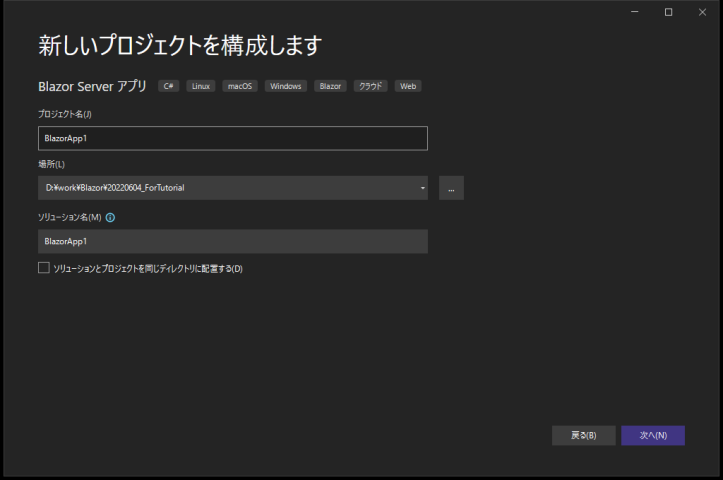 新しいプロジェクトを構成します
Blazor Server アプリ C# Linux macOS Windows Blazor クラウド Web
プロジェクト名(J)
BlazorApp1
場所(L)
D:¥work¥Blazor¥20220604_ForTutorial
...
ソリューション名(M)
BlazorApp1
ソリューションとプロジェクトを同じディレクトリに配置する(D)
戻る(B) 次へ(N)